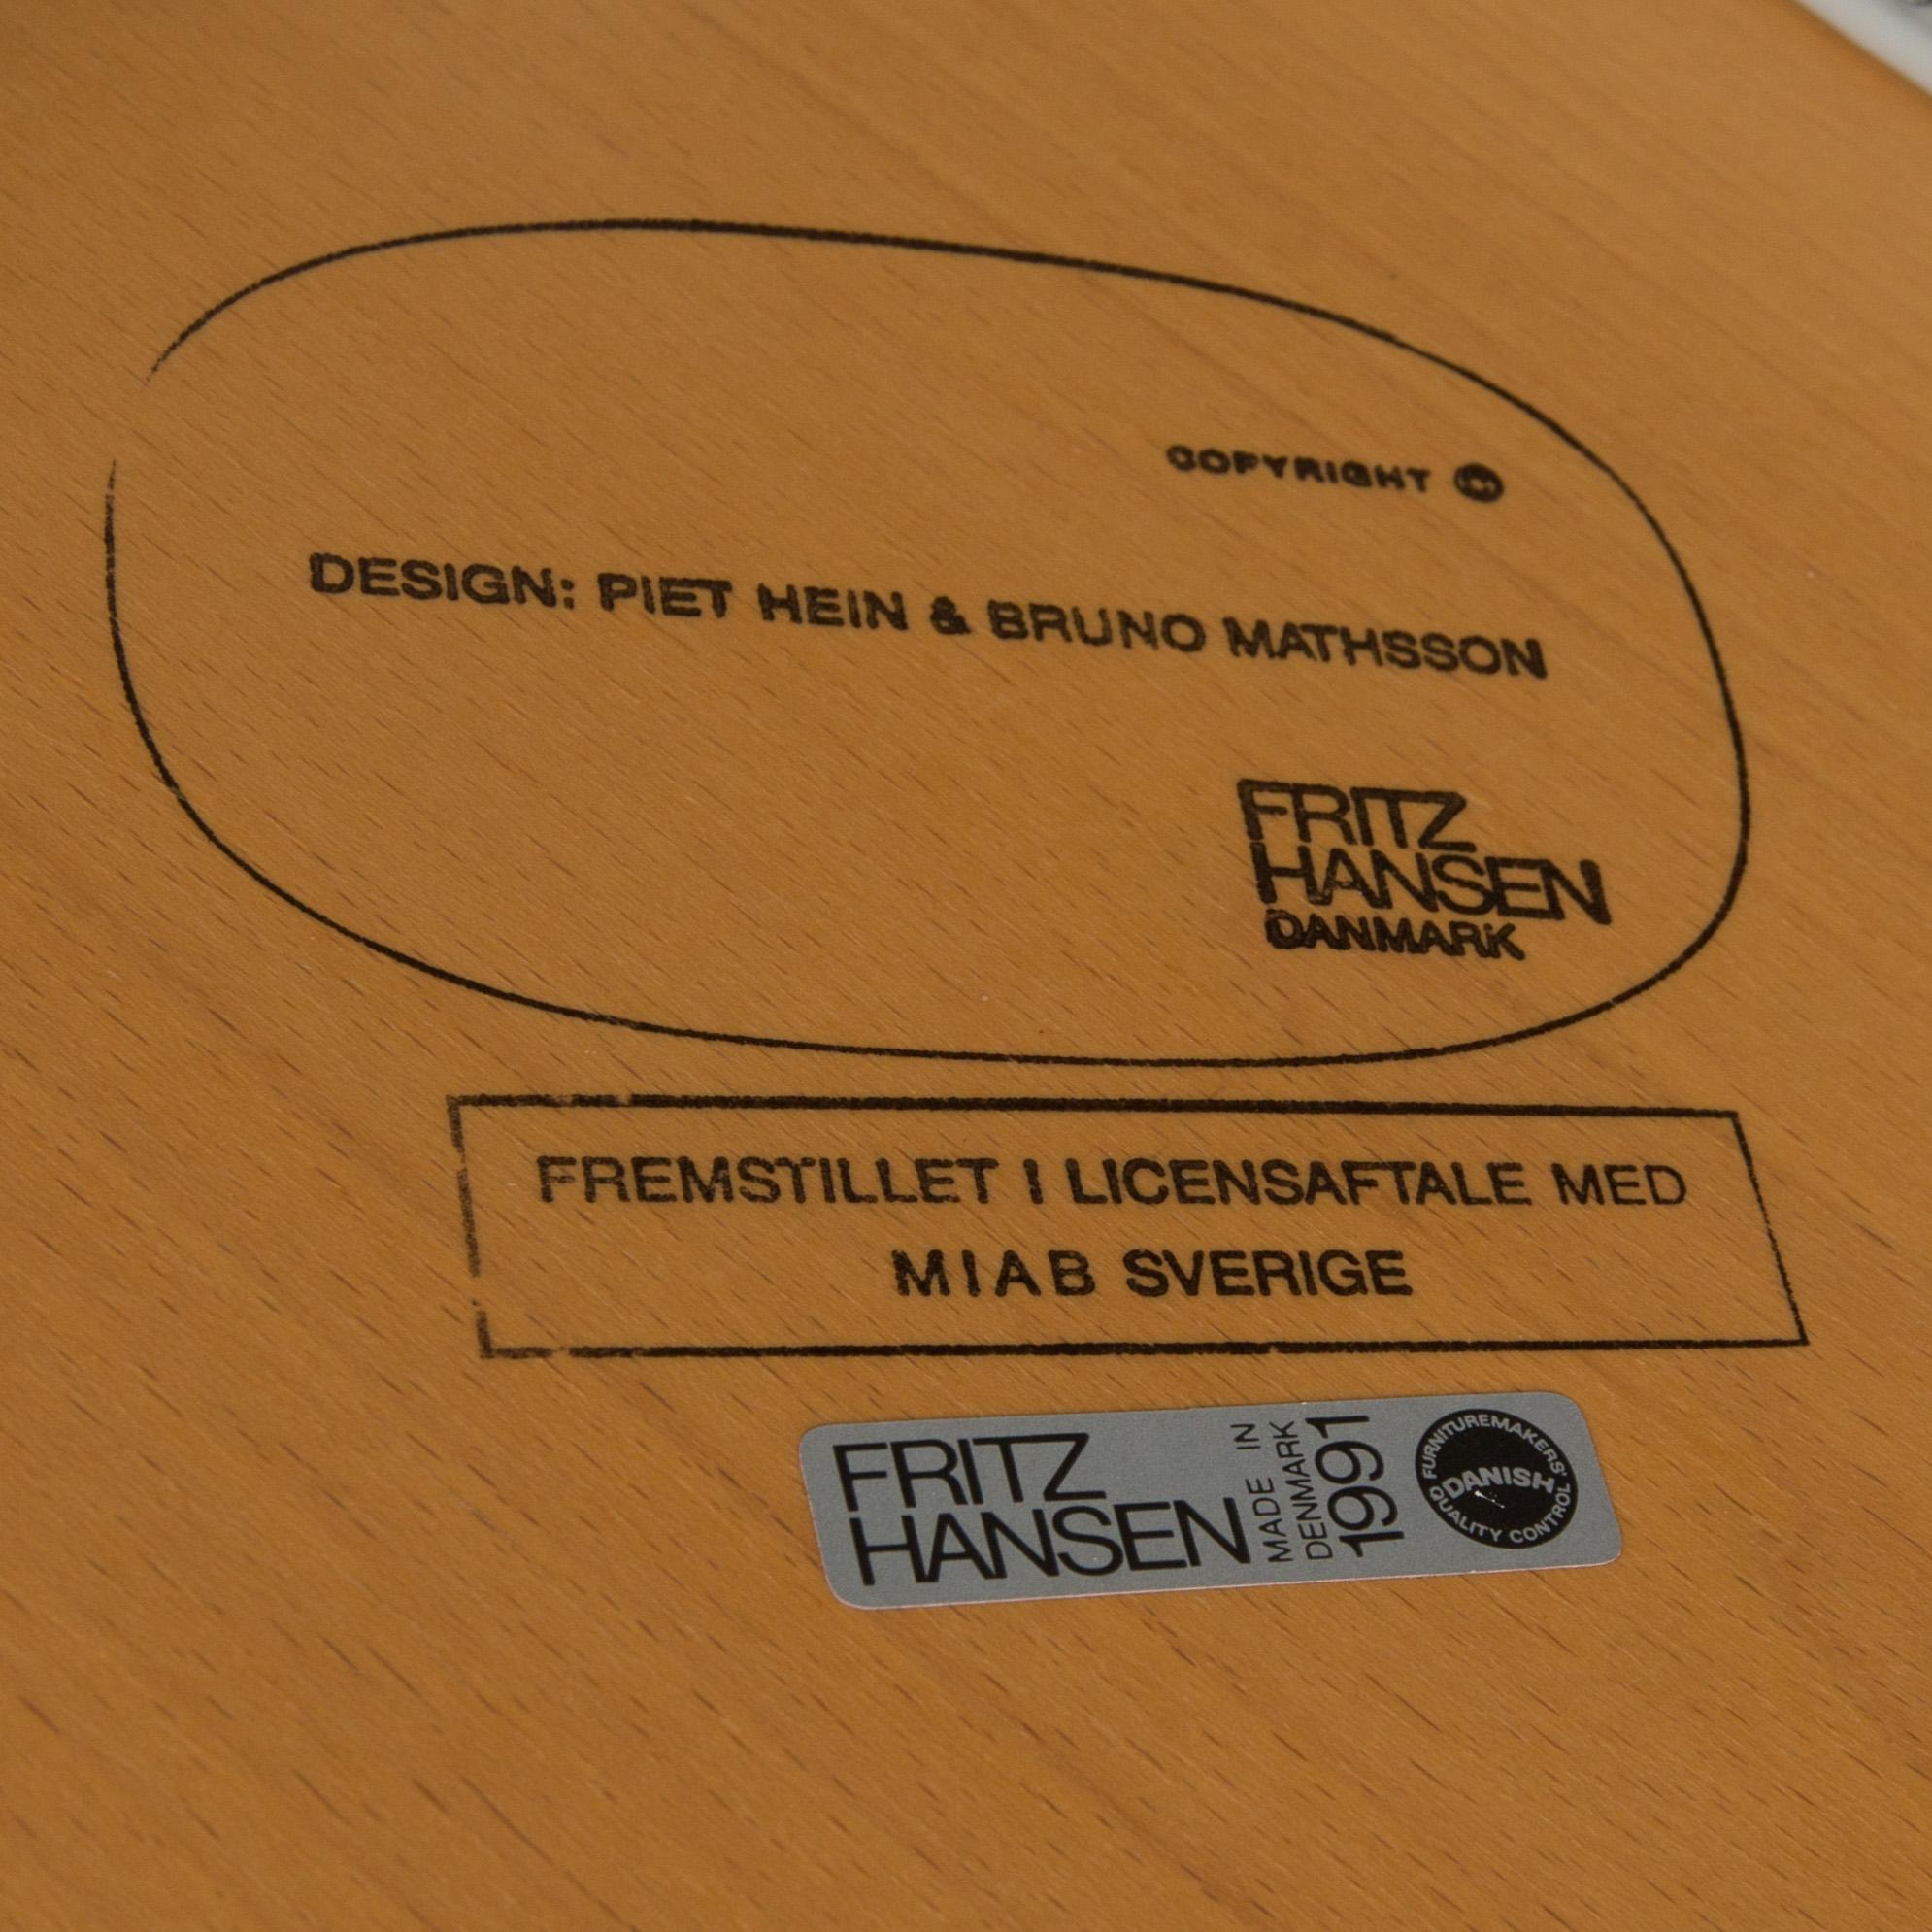 COPYRIGHT ©
DESIGN: PIET HEIN & BRUNO MATHSSON
FRITZ
HANSEN
DANMARK
FREMSTILLET I LICENSAFTALE MED
MIAB SVERIGE
FRITZ
HANSEN
MADE IN
DENMARK
1991
FURNITUREMAKERS'
DANISH
QUALITY CONTROL